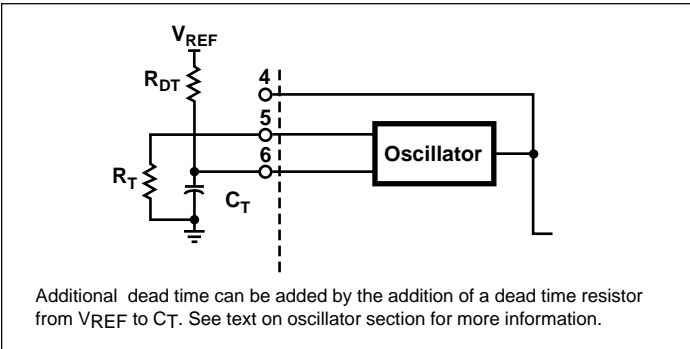 VREF
RDT
4
5
6
Oscillator
RT
CT
Additional dead time can be added by the addition of a dead time resistor
from VREF to CT. See text on oscillator section for more information.